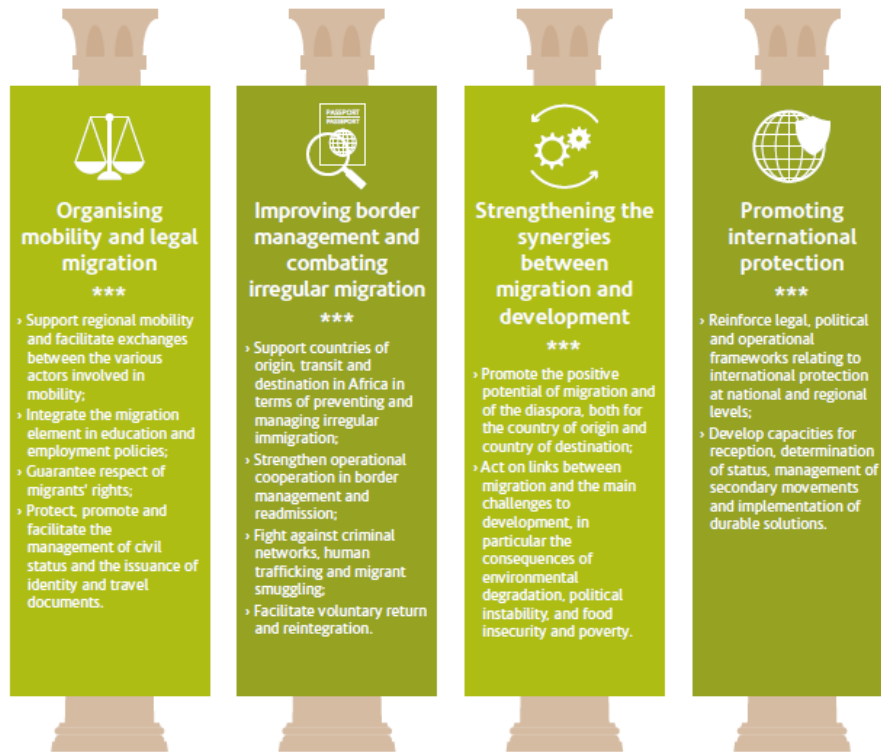 PASSPORT
PASSEPORT
Organising
mobility and legal
migration
***
› Support regional mobility
and facilitate exchanges
between the various
actors involved in
mobility;
› Integrate the migration
element in education and
employment policies;
› Guarantee respect of
migrants' rights;
› Protect, promote and
facilitate the
management of civil
status and the issuance of
identity and travel
documents.
Improving border
management and
combating
irregular migration
***
› Support countries of
origin, transit and
destination in Africa in
terms of preventing and
managing irregular
immigration;
› Strengthen operational
cooperation in border
management and
readmission;
› Fight against criminal
networks, human
trafficking and migrant
smuggling;
› Facilitate voluntary return
and reintegration.
Strengthening the
synergies
between
migration and
development
***
› Promote the positive
potential of migration and
of the diaspora, both for
the country of origin and
country of destination;
› Act on links between
migration and the main
challenges to
development, in
particular the
consequences of
environmental
degradation, political
instability, and food
insecurity and poverty.
Promoting
international
protection
***
› Reinforce legal, political
and operational
frameworks relating to
international protection
at national and regional
levels;
› Develop capacities for
reception, determination
of status, management of
secondary movements
and implementation of
durable solutions.